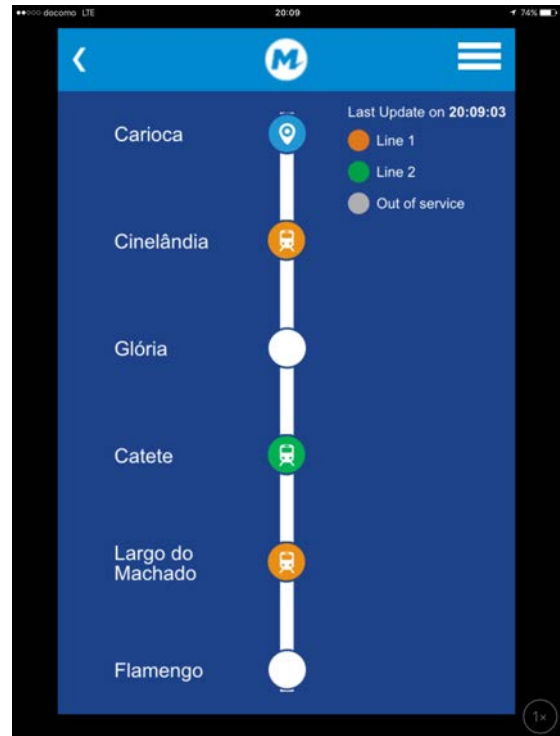 docomo LTE
20:09
74%
M
Last Update on 20:09:03
Line 1
Line 2
Out of service
Carioca
Cinelândia
Glória
Catete
Largo do
Machado
Flamengo
1×